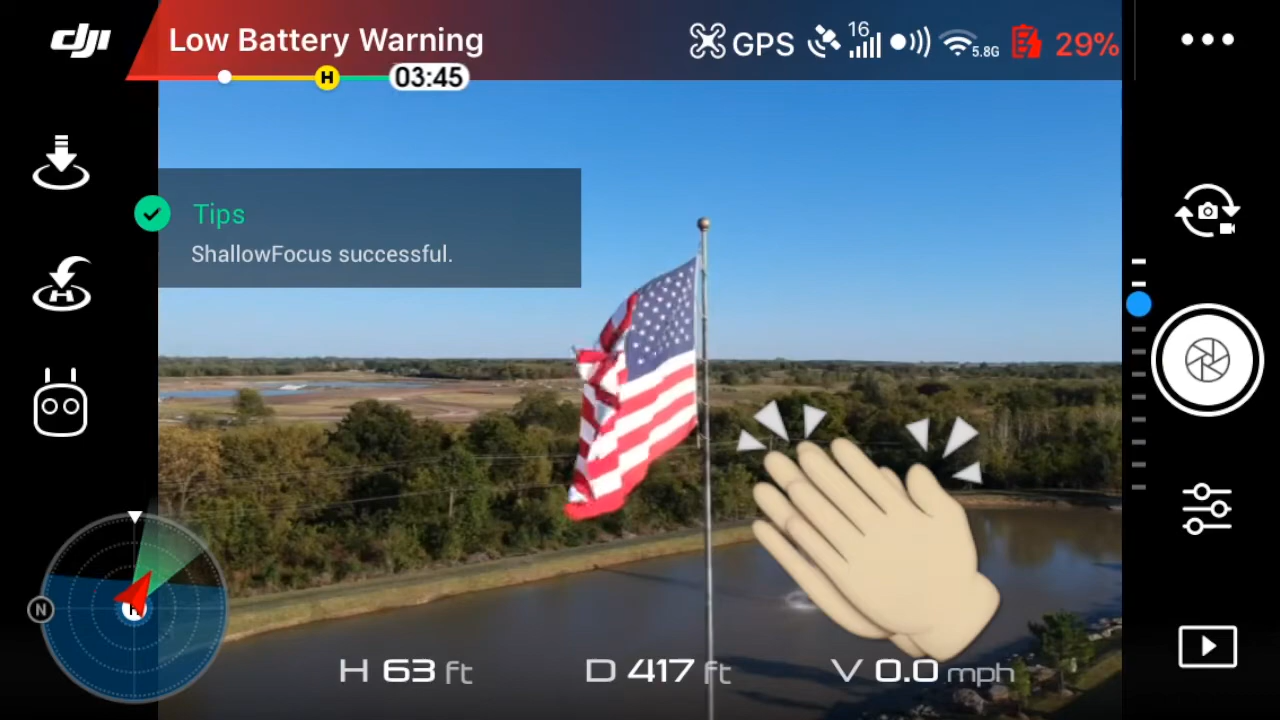 dji
Low Battery Warning
GPS
16
5.8G
29%
H
03:45
Tips
ShallowFocus successful.
N
H
H 63 ft
D 417 ft
V 0.0 mph